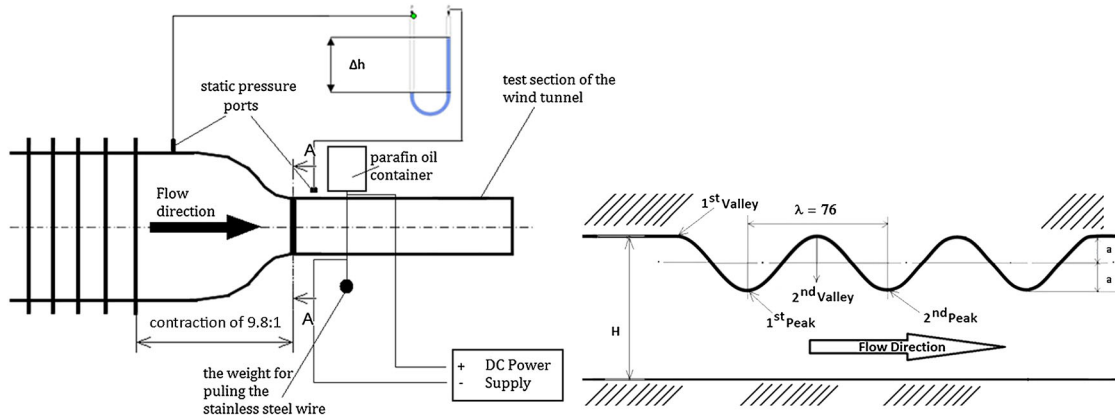 Δh
static pressure
ports
test section of the
wind tunnel
A
parafin oil
container
Flow
direction
A
contraction of 9.8:1
the weight for
puling the
stainless steel wire
+ DC Power
- Supply
1st Valley
λ = 76
a
a
2nd Valley
1st Peak
2nd Peak
H
Flow Direction